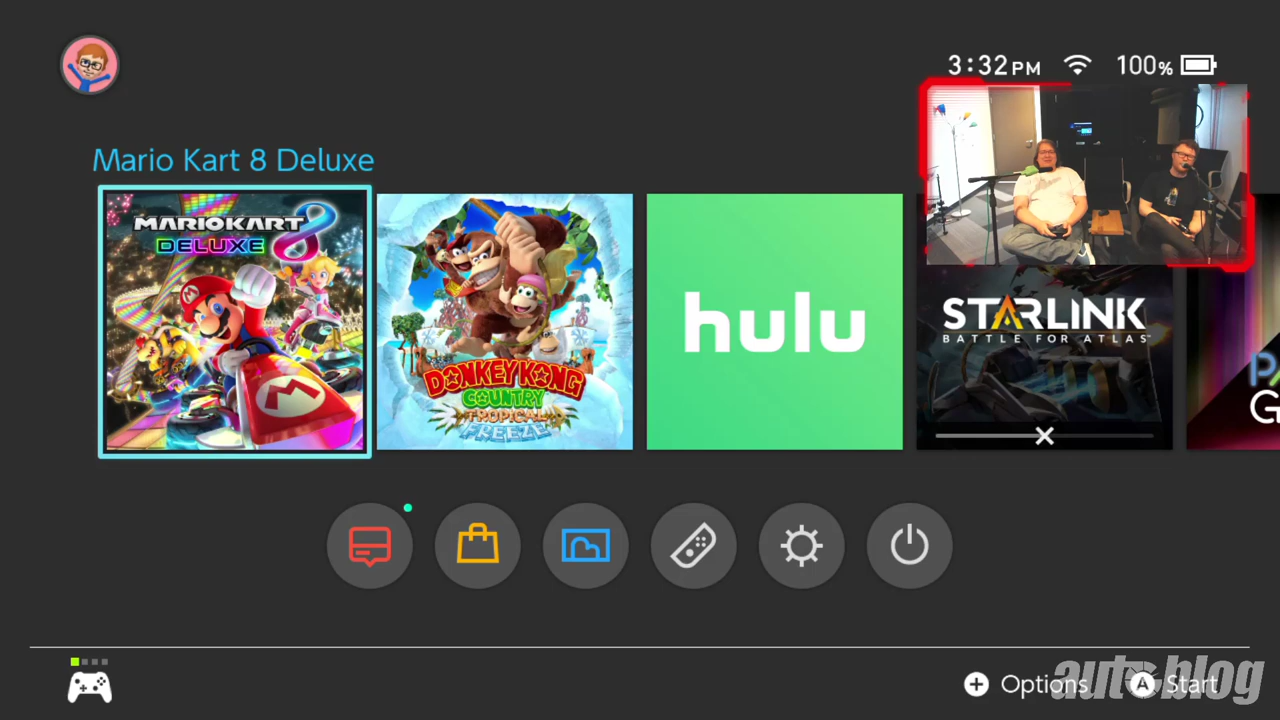 3:32PM 100%
Mario Kart 8 Deluxe
MARIOKART 8
DELUXE
M
DONKEY KONG
COUNTRY
TROPICAL
FREEZE
hulu
STARLINK
BATTLE FOR ATLAS
+ Options
A Start
autoblog